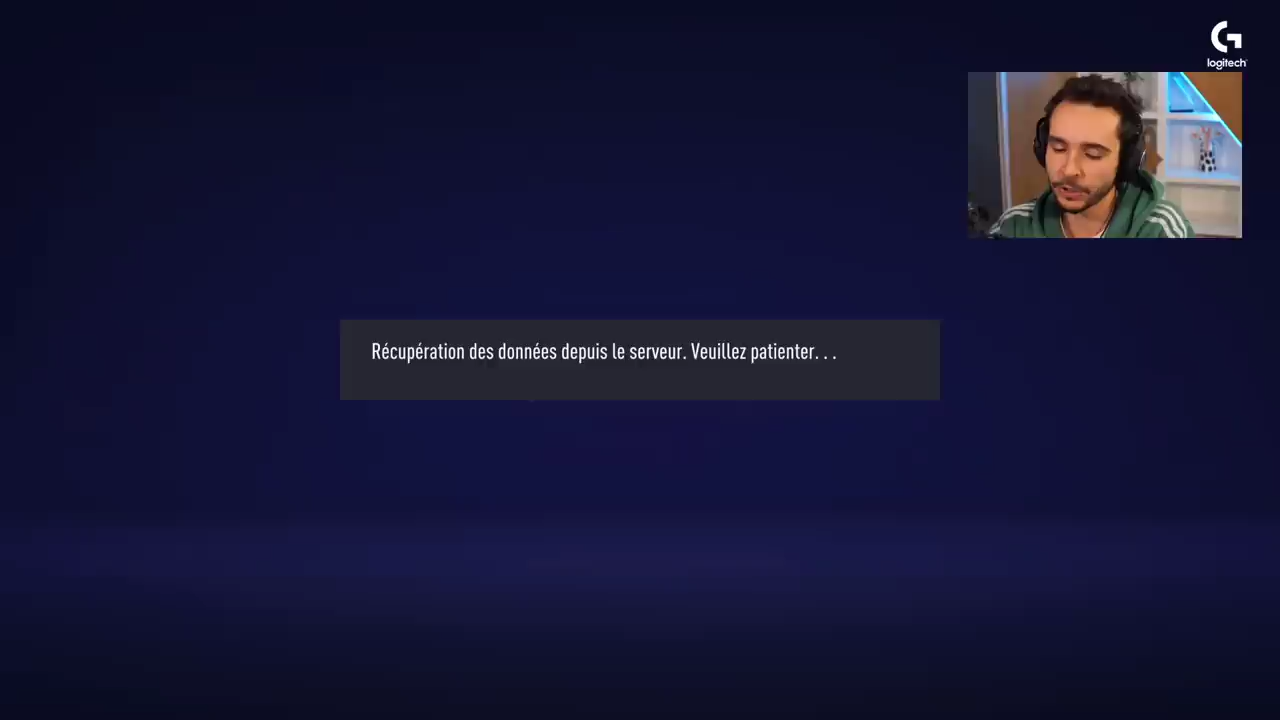 logitech
Récupération des données depuis le serveur. Veuillez patienter. . .